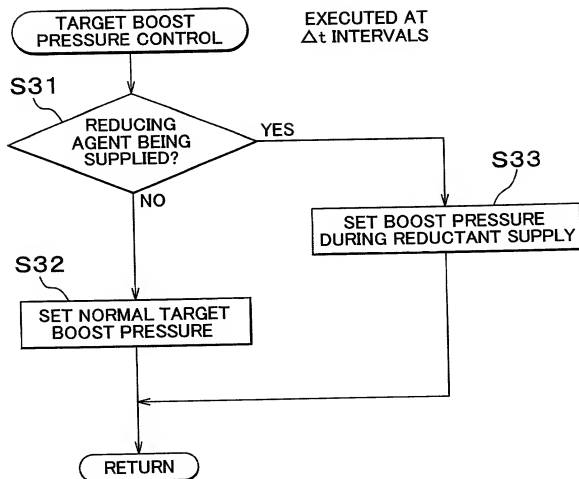 TARGET BOOST
PRESSURE CONTROL
EXECUTED AT
Δt INTERVALS
S31
REDUCING
AGENT BEING
SUPPLIED?
YES
NO
S33
SET BOOST PRESSURE
DURING REDUCTANT SUPPLY
S32
SET NORMAL TARGET
BOOST PRESSURE
RETURN